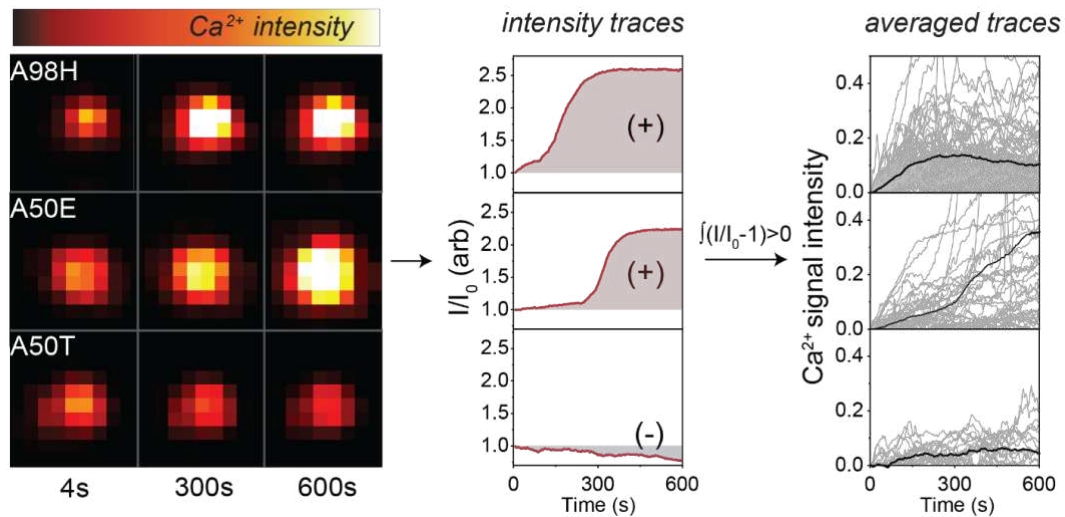 Ca²⁺ intensity
intensity traces
averaged traces
A98H
A50E
A50T
4s
300s
600s
I/I₀ (arb)
2.5
2.0
1.5
1.0
(+)
2.5
2.0
1.5
1.0
(+)
2.5
2.0
1.5
1.0
(-)
0
300
600
Time (s)
∫(I/I₀-1)>0
Ca²⁺ signal intensity
0.4
0.2
0.0
0.4
0.2
0.0
0.4
0.2
0.0
0
300
600
Time (s)